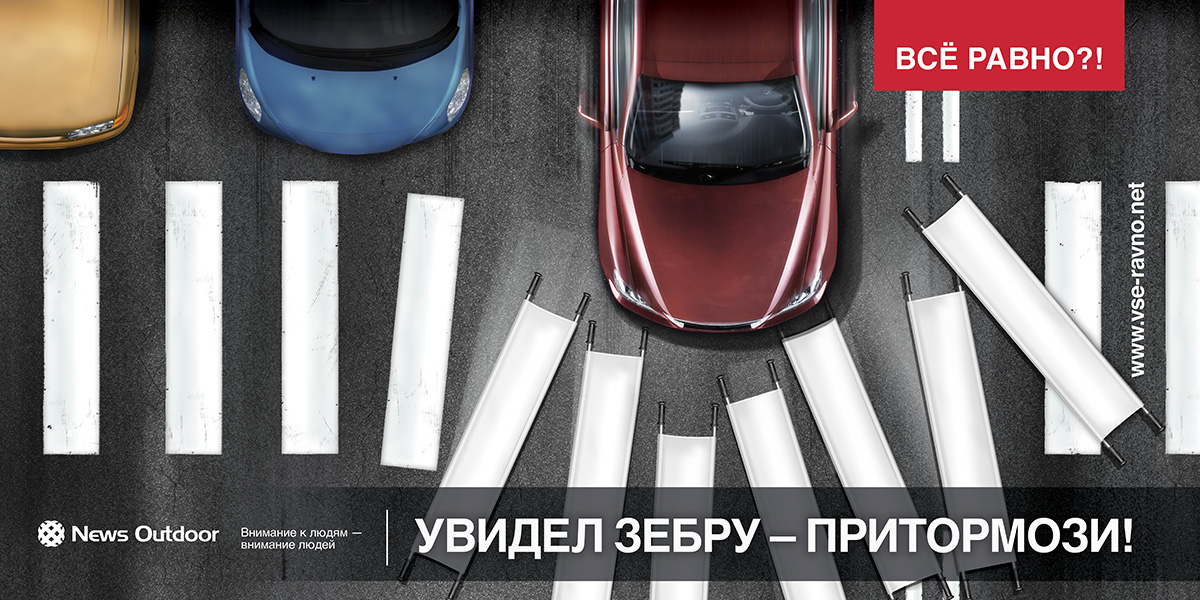 ВСЁ РАВНО?!
www.vse-ravno.net
News Outdoor
Внимание к людям —
внимание людей
УВИДЕЛ ЗЕБРУ – ПРИТОРМОЗИ!